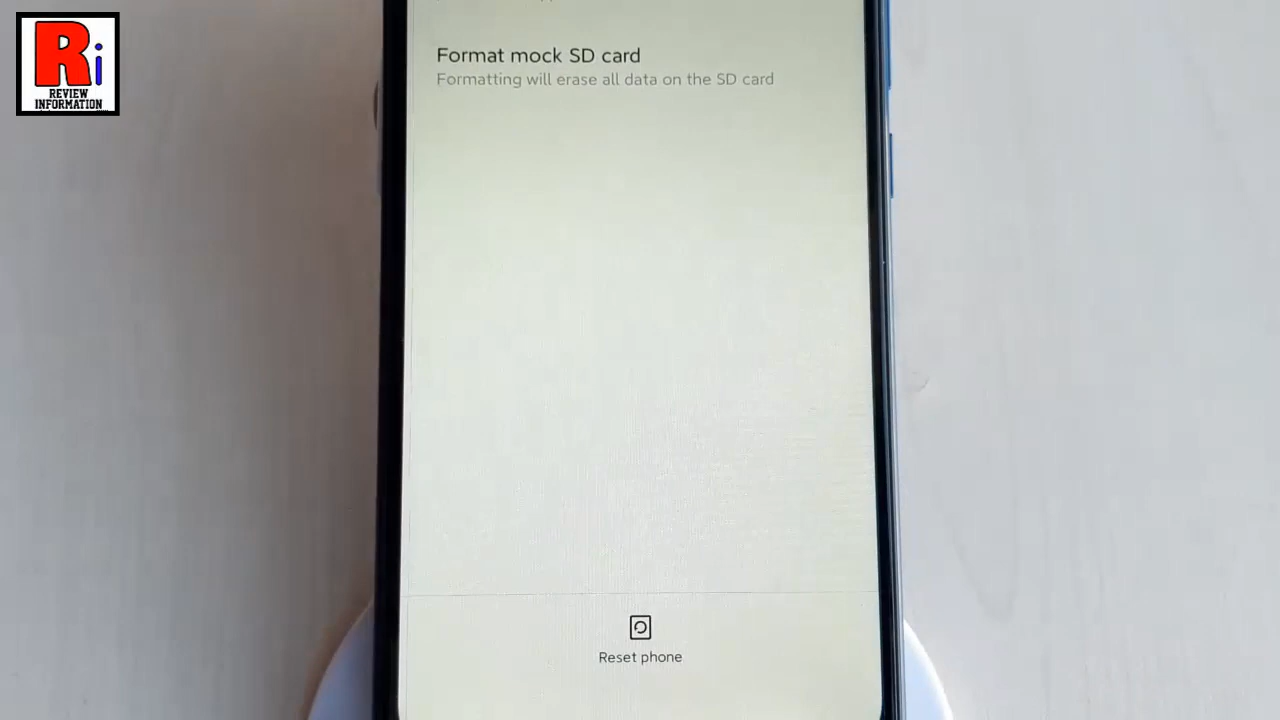 Ri
REVIEW
INFORMATION
Format mock SD card
Formatting will erase all data on the SD card
Reset phone